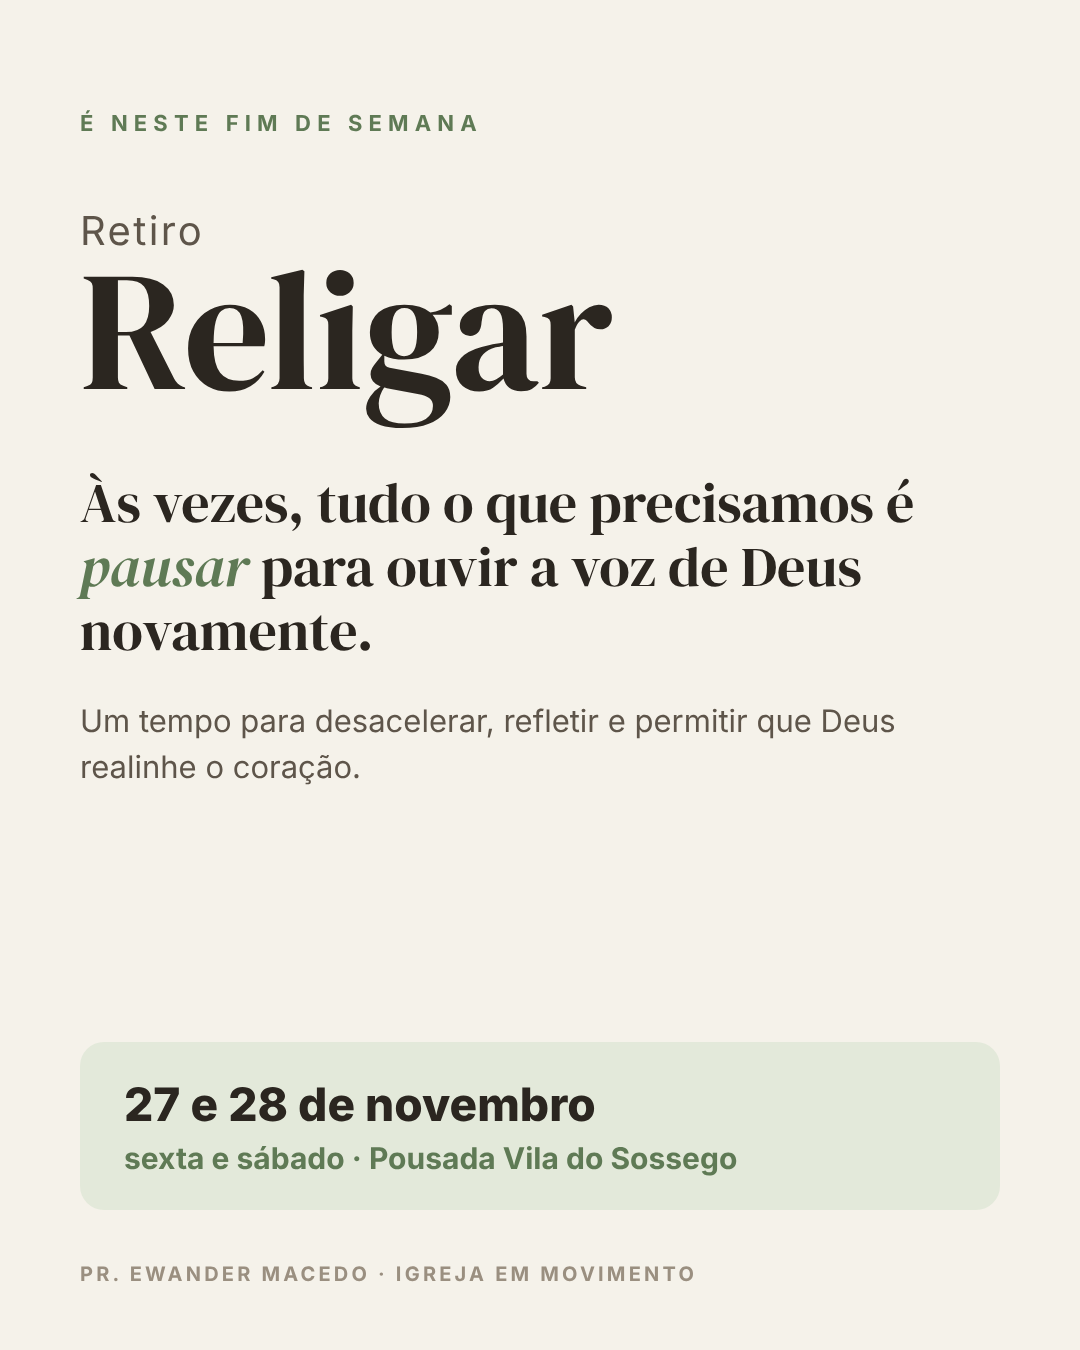 É NESTE FIM DE SEMANA
Retiro
Religar
Às vezes, tudo o que precisamos é
pausar para ouvir a voz de Deus
novamente.
Um tempo para desacelerar, refletir e permitir que Deus
realinhe o coração.
27 e 28 de novembro
sexta e sábado · Pousada Vila do Sossego
PR. EWANDER MACEDO · IGREJA EM MOVIMENTO